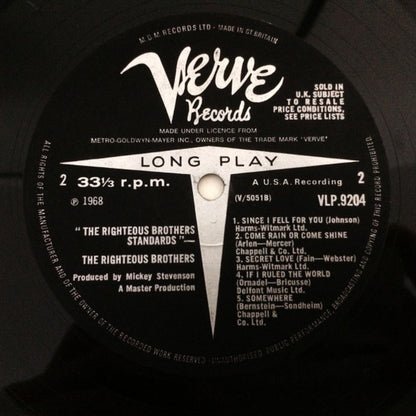 M.G.M. RECORDS LTD - MADE IN GT. BRITAIN
Verve
Records
SOLD IN
U.K. SUBJECT
TO RESALE
PRICE CONDITIONS,
SEE PRICE LISTS
MADE UNDER LICENCE FROM
METRO-GOLDWYN-MAYER INC., OWNERS OF THE TRADE MARK 'VERVE'
LONG PLAY
2 33⅓ r.p.m.
Ⓟ 1968
A U.S.A. Recording 2
(V/5051B) VLP.9204
"THE RIGHTEOUS BROTHERS
STANDARDS"—
THE RIGHTEOUS BROTHERS
Produced by Mickey Stevenson
A Master Production
1. SINCE I FELL FOR YOU (Johnson)
Harms-Witmark Ltd.
2. COME RAIN OR COME SHINE
(Arlen—Mercer)
Chappell & Co. Ltd.
3. SECRET LOVE (Fain—Webster)
Harms-Witmark Ltd.
4. IF I RULED THE WORLD
(Ornadel—Bricusse)
Delfont Music Ltd.
5. SOMEWHERE
(Bernstein—Sondheim)
Chappell &
Co. Ltd.
ALL RIGHTS OF THE MANUFACTURER AND OF THE OWNER OF THE RECORDED WORK RESERVED - UNAUTHORISED PUBLIC PERFORMANCE, BROADCASTING AND COPYING OF THIS RECORD PROHIBITED.